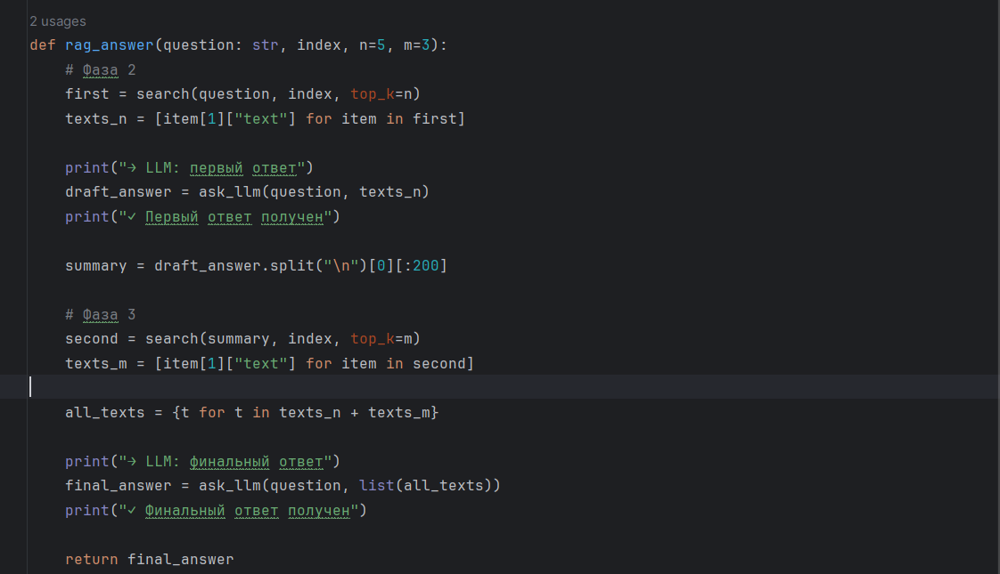 2 usages
def rag_answer(question: str, index, n=5, m=3):
    # Фаза 2
    first = search(question, index, top_k=n)
    texts_n = [item[1]["text"] for item in first]

    print("→ LLM: первый ответ")
    draft_answer = ask_llm(question, texts_n)
    print("✓ Первый ответ получен")

    summary = draft_answer.split("\n")[0][:200]

    # Фаза 3
    second = search(summary, index, top_k=m)
    texts_m = [item[1]["text"] for item in second]

    all_texts = {t for t in texts_n + texts_m}

    print("→ LLM: финальный ответ")
    final_answer = ask_llm(question, list(all_texts))
    print("✓ Финальный ответ получен")

    return final_answer